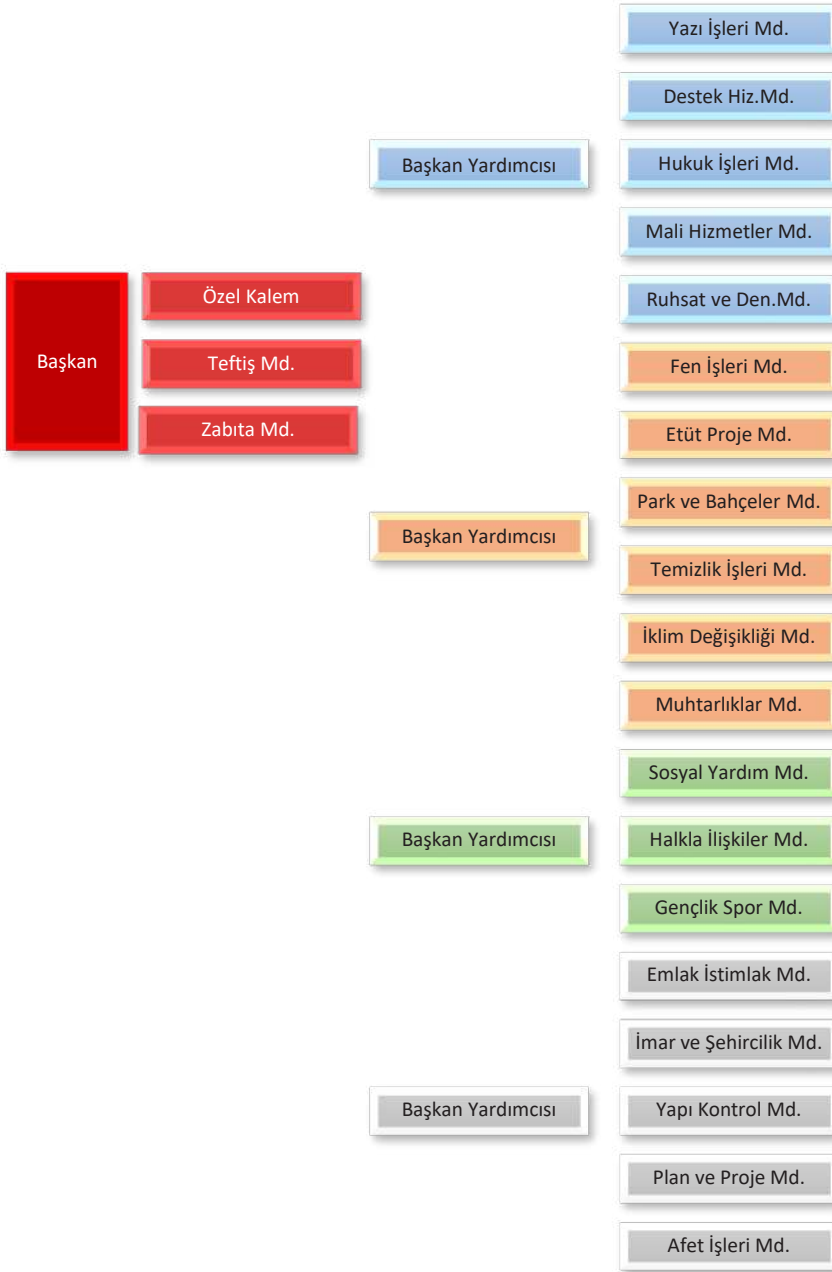 Başkan
Özel Kalem
Teftiş Md.
Zabıta Md.
Başkan Yardımcısı
Yazı İşleri Md.
Destek Hiz.Md.
Hukuk İşleri Md.
Mali Hizmetler Md.
Ruhsat ve Den.Md.
Başkan Yardımcısı
Fen İşleri Md.
Etüt Proje Md.
Park ve Bahçeler Md.
Temizlik İşleri Md.
İklim Değişikliği Md.
Muhtarlıklar Md.
Başkan Yardımcısı
Sosyal Yardım Md.
Halkla İlişkiler Md.
Gençlik Spor Md.
Başkan Yardımcısı
Emlak İstimlak Md.
İmar ve Şehircilik Md.
Yapı Kontrol Md.
Plan ve Proje Md.
Afet İşleri Md.